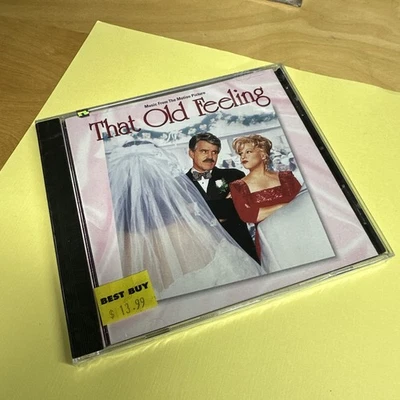 Music From The Motion Picture
That Old Feeling
BEST BUY
$ 13.99